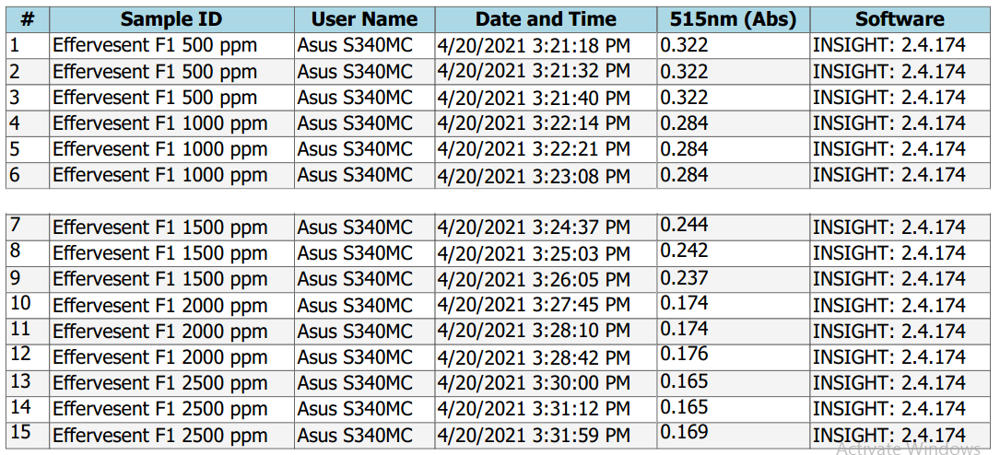 # Sample ID User Name Date and Time 515nm (Abs) Software
1 Effervesent F1 500 ppm Asus S340MC 4/20/2021 3:21:18 PM 0.322 INSIGHT: 2.4.174
2 Effervesent F1 500 ppm Asus S340MC 4/20/2021 3:21:32 PM 0.322 INSIGHT: 2.4.174
3 Effervesent F1 500 ppm Asus S340MC 4/20/2021 3:21:40 PM 0.322 INSIGHT: 2.4.174
4 Effervesent F1 1000 ppm Asus S340MC 4/20/2021 3:22:14 PM 0.284 INSIGHT: 2.4.174
5 Effervesent F1 1000 ppm Asus S340MC 4/20/2021 3:22:21 PM 0.284 INSIGHT: 2.4.174
6 Effervesent F1 1000 ppm Asus S340MC 4/20/2021 3:23:08 PM 0.284 INSIGHT: 2.4.174
7 Effervesent F1 1500 ppm Asus S340MC 4/20/2021 3:24:37 PM 0.244 INSIGHT: 2.4.174
8 Effervesent F1 1500 ppm Asus S340MC 4/20/2021 3:25:03 PM 0.242 INSIGHT: 2.4.174
9 Effervesent F1 1500 ppm Asus S340MC 4/20/2021 3:26:05 PM 0.237 INSIGHT: 2.4.174
10 Effervesent F1 2000 ppm Asus S340MC 4/20/2021 3:27:45 PM 0.174 INSIGHT: 2.4.174
11 Effervesent F1 2000 ppm Asus S340MC 4/20/2021 3:28:10 PM 0.174 INSIGHT: 2.4.174
12 Effervesent F1 2000 ppm Asus S340MC 4/20/2021 3:28:42 PM 0.176 INSIGHT: 2.4.174
13 Effervesent F1 2500 ppm Asus S340MC 4/20/2021 3:30:00 PM 0.165 INSIGHT: 2.4.174
14 Effervesent F1 2500 ppm Asus S340MC 4/20/2021 3:31:12 PM 0.165 INSIGHT: 2.4.174
15 Effervesent F1 2500 ppm Asus S340MC 4/20/2021 3:31:59 PM 0.169 INSIGHT: 2.4.174
Activate Windows